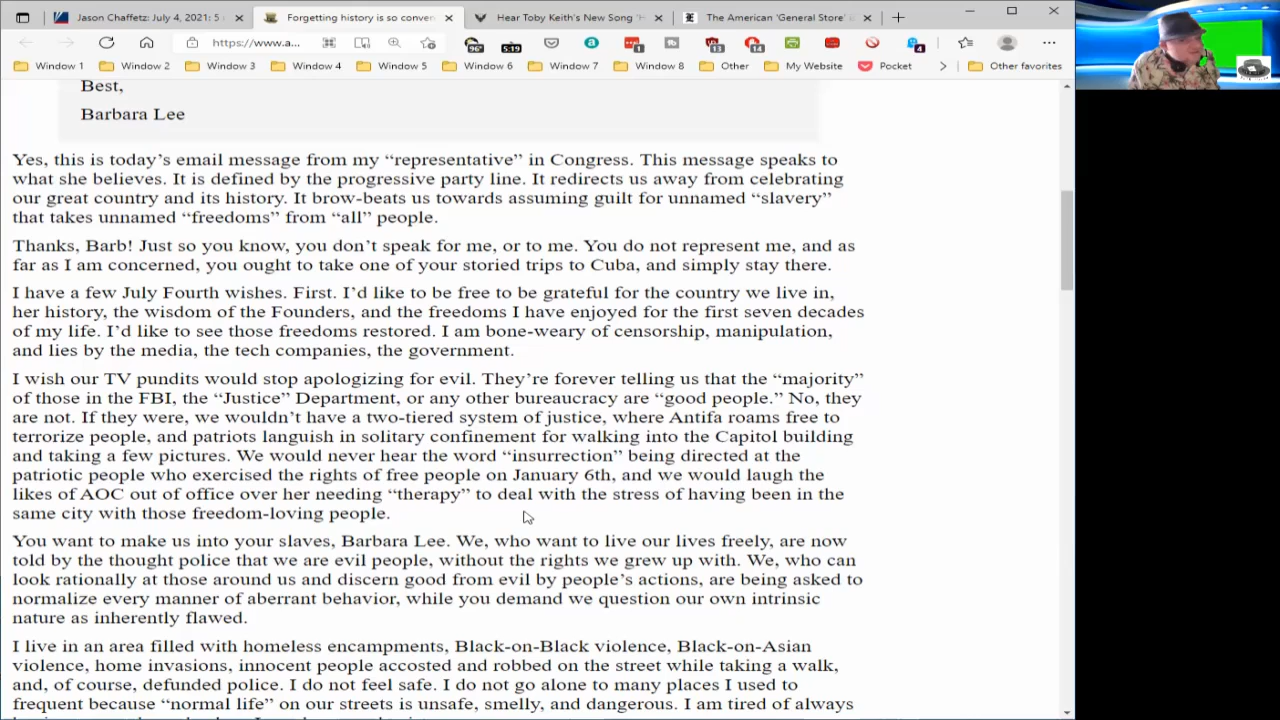 Jason Chaffetz: July 4, 2021: 5
Forgetting history is so conver
Hear Toby Keith's New Song 'H
The American 'General Store'
https://www.a...
96°
5:19
1
13
14
4
Window 1
Window 2
Window 3
Window 4
Window 5
Window 6
Window 7
Window 8
Other
My Website
Pocket
Other favorites
Best,
Barbara Lee
Yes, this is today's email message from my “representative” in Congress. This message speaks to
what she believes. It is defined by the progressive party line. It redirects us away from celebrating
our great country and its history. It brow-beats us towards assuming guilt for unnamed “slavery”
that takes unnamed “freedoms” from “all” people.
Thanks, Barb! Just so you know, you don't speak for me, or to me. You do not represent me, and as
far as I am concerned, you ought to take one of your storied trips to Cuba, and simply stay there.
I have a few July Fourth wishes. First. I'd like to be free to be grateful for the country we live in,
her history, the wisdom of the Founders, and the freedoms I have enjoyed for the first seven decades
of my life. I'd like to see those freedoms restored. I am bone-weary of censorship, manipulation,
and lies by the media, the tech companies, the government.
I wish our TV pundits would stop apologizing for evil. They're forever telling us that the “majority”
of those in the FBI, the “Justice” Department, or any other bureaucracy are “good people.” No, they
are not. If they were, we wouldn't have a two-tiered system of justice, where Antifa roams free to
terrorize people, and patriots languish in solitary confinement for walking into the Capitol building
and taking a few pictures. We would never hear the word “insurrection” being directed at the
patriotic people who exercised the rights of free people on January 6th, and we would laugh the
likes of AOC out of office over her needing “therapy” to deal with the stress of having been in the
same city with those freedom-loving people.
You want to make us into your slaves, Barbara Lee. We, who want to live our lives freely, are now
told by the thought police that we are evil people, without the rights we grew up with. We, who can
look rationally at those around us and discern good from evil by people's actions, are being asked to
normalize every manner of aberrant behavior, while you demand we question our own intrinsic
nature as inherently flawed.
I live in an area filled with homeless encampments, Black-on-Black violence, Black-on-Asian
violence, home invasions, innocent people accosted and robbed on the street while taking a walk,
and, of course, defunded police. I do not feel safe. I do not go alone to many places I used to
frequent because “normal life” on our streets is unsafe, smelly, and dangerous. I am tired of always